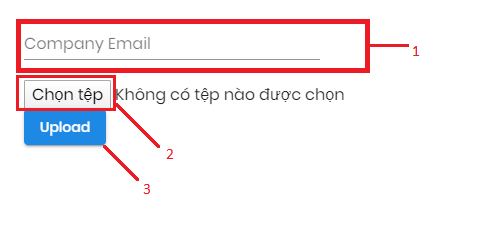 Company Email
1
Chọn tệp Không có tệp nào được chọn
Upload
2
3